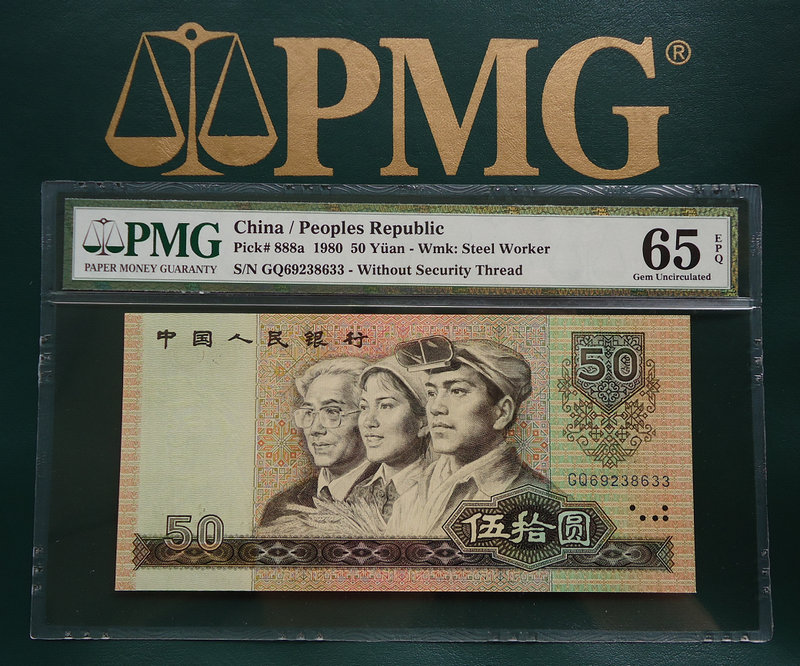 PMG®
PMG
PAPER MONEY GUARANTY
China / Peoples Republic
Pick# 888a 1980 50 Yüan - Wmk: Steel Worker
S/N GQ69238633 - Without Security Thread
65
EPQ
Gem Uncirculated
中国人民银行
50
GQ69238633
50
伍拾圆